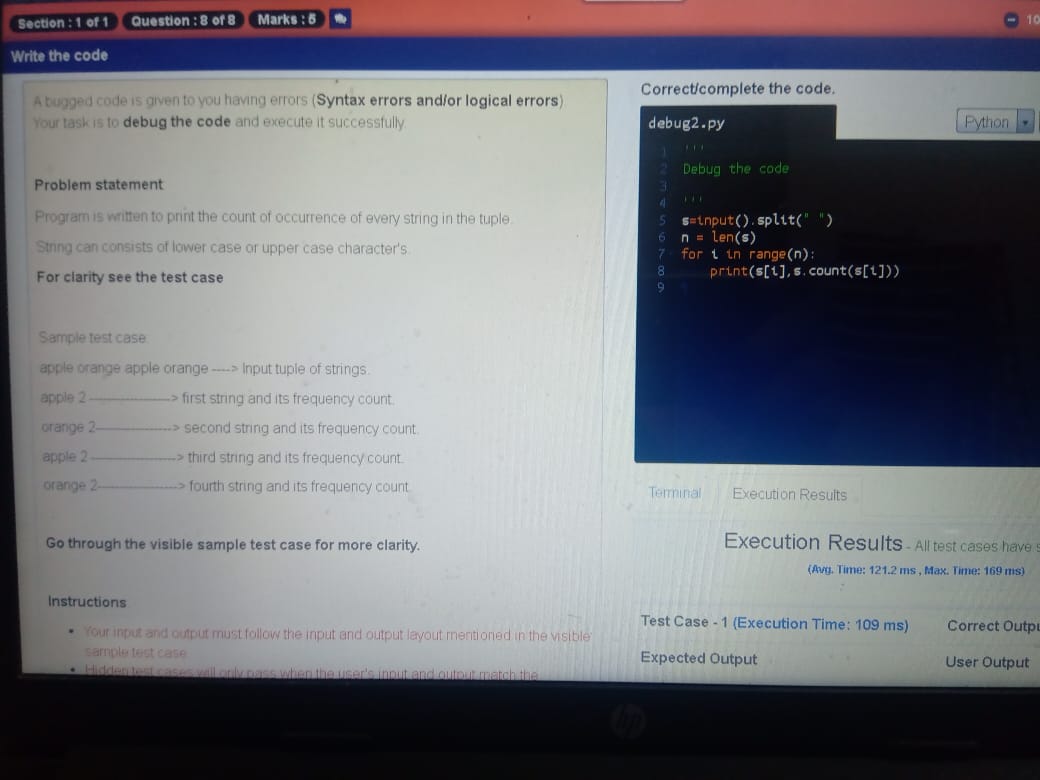 Section : 1 of 1 Question : 8 of 8 Marks : 5
10
Write the code
A bugged code is given to you having errors (Syntax errors and/or logical errors)
Your task is to debug the code and execute it successfully.
Problem statement
Program is written to print the count of occurrence of every string in the tuple.
String can consists of lower case or upper case character's.
For clarity see the test case
Sample test case
apple orange apple orange ----> Input tuple of strings.
apple 2 -----------------> first string and its frequency count.
orange 2----------------> second string and its frequency count.
apple 2 ------------------> third string and its frequency count.
orange 2-----------------> fourth string and its frequency count
Go through the visible sample test case for more clarity.
Instructions
• Your input and output must follow the input and output layout mentioned in the visible
sample test case
• Hidden test cases will only pass when the user's input and output match the
Correct/complete the code.
debug2.py
Python
1 '''
2 Debug the code
3
4 '''
5 s=input().split(" ")
6 n = len(s)
7 for i in range(n):
8 print(s[i],s.count(s[i]))
9
Terminal Execution Results
Execution Results - All test cases have
(Avg. Time: 121.2 ms , Max. Time: 169 ms)
Test Case - 1 (Execution Time: 109 ms) Correct
Expected Output User Output
hp